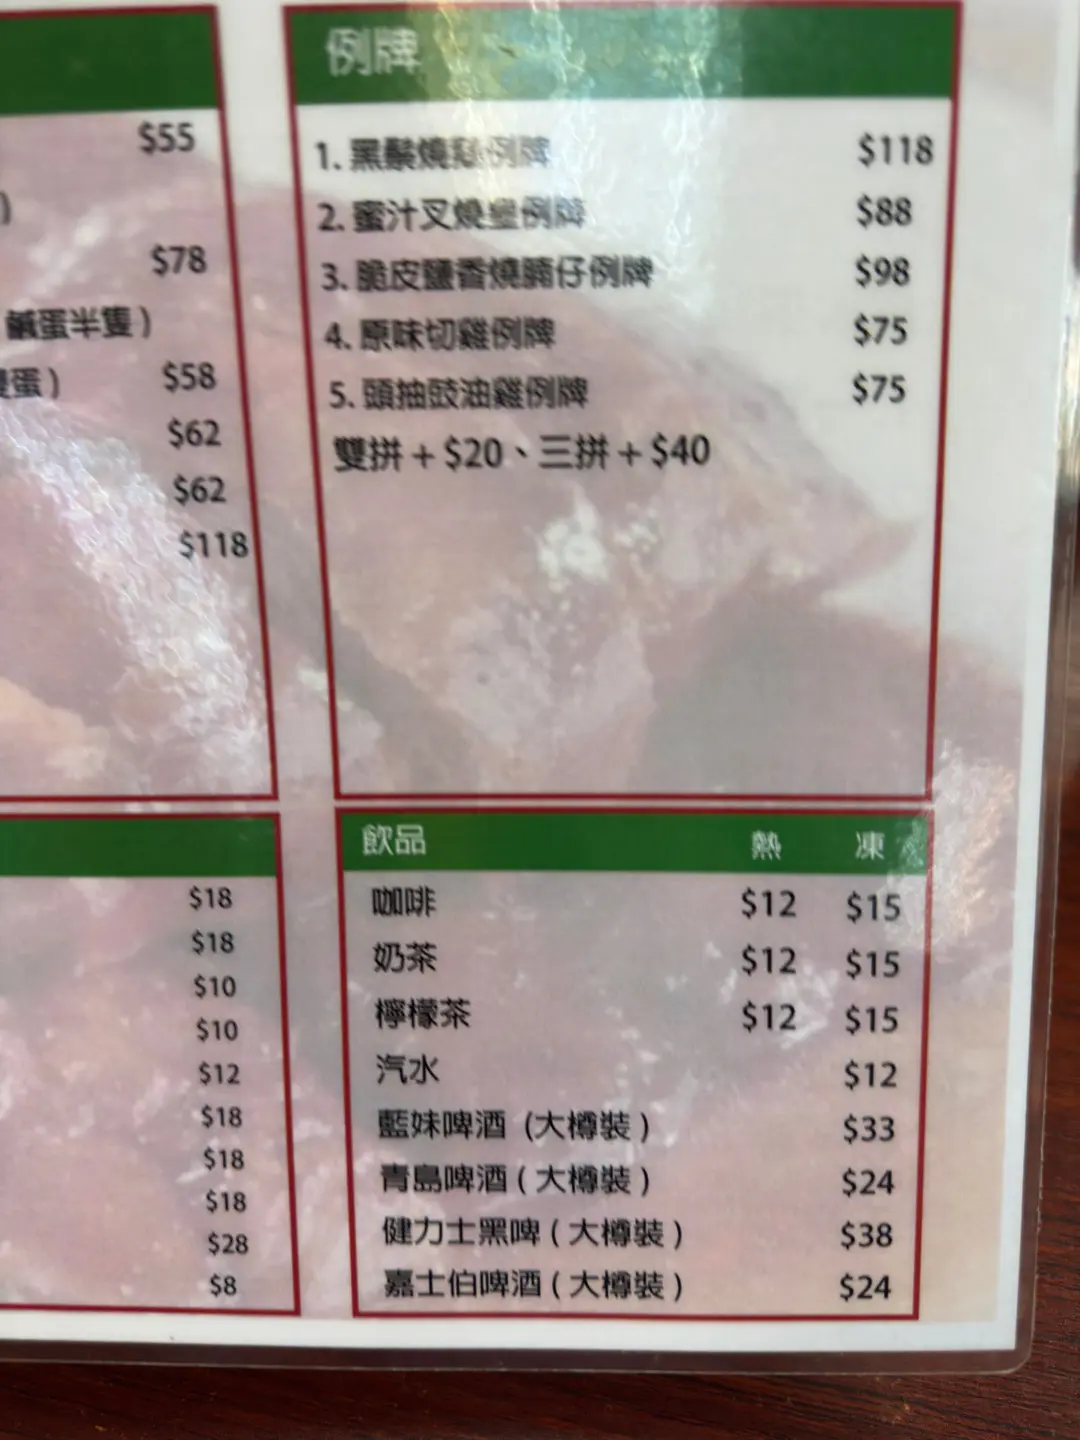 $55
)
$78
鹹蛋半隻)
蛋) $58
$62
$62
$118
例牌
1. 黑鬃燒鵝例牌 $118
2. 蜜汁叉燒皇例牌 $88
3. 脆皮鹽香燒腩仔例牌 $98
4. 原味切雞例牌 $75
5. 頭抽豉油雞例牌 $75
雙拼 + $20、三拼 + $40
$18
$18
$10
$10
$12
$18
$18
$18
$28
$8
飲品 熱 凍
咖啡 $12 $15
奶茶 $12 $15
檸檬茶 $12 $15
汽水 $12
藍妹啤酒 (大樽裝) $33
青島啤酒 (大樽裝) $24
健力士黑啤 (大樽裝) $38
嘉士伯啤酒 (大樽裝) $24